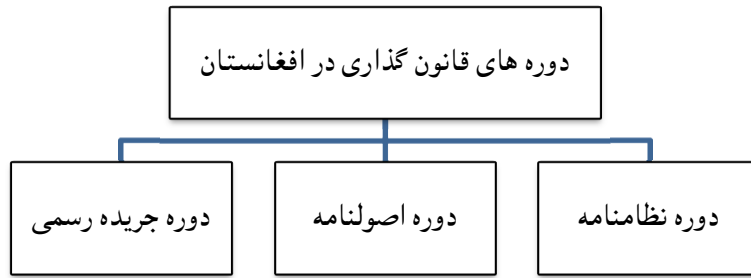 دوره های قانون گذاری در افغانستان
دوره نظامنامه
دوره اصولنامه
دوره جریده رسمی